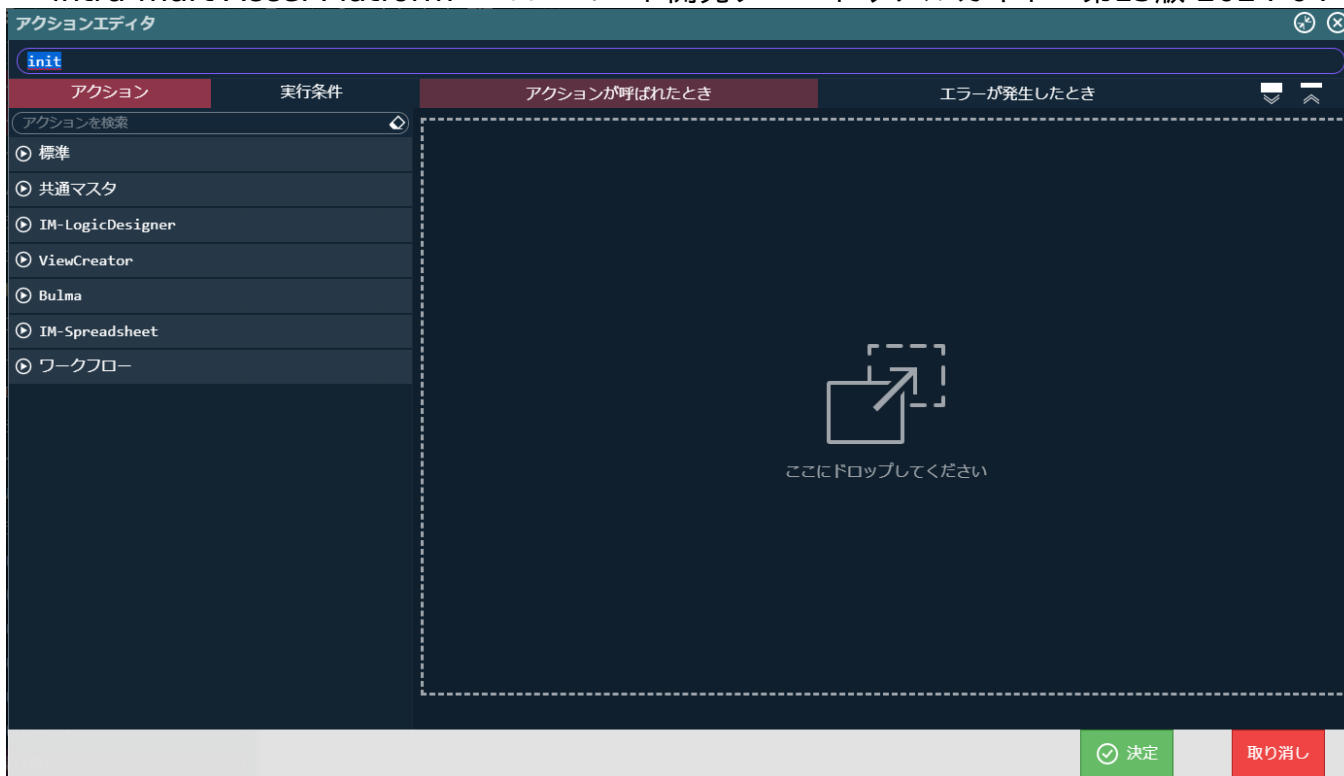 アクションエディタ
init
アクション 実行条件 アクションが呼ばれたとき エラーが発生したとき
アクションを検索
標準
共通マスタ
IM-LogicDesigner
ViewCreator
Bulma
IM-Spreadsheet
ワークフロー
ここにドロップしてください
決定 取り消し